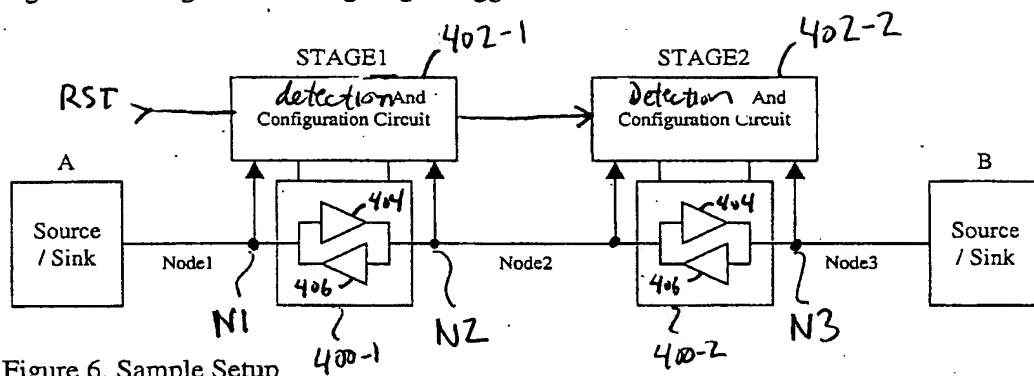 402-1
402-2
STAGE1
STAGE2
RST
detection And
Configuration Circuit
Detection And
Configuration Circuit
A
B
Source
/ Sink
404
406
404
406
Source
/ Sink
Node1
Node2
Node3
N1
N2
N3
400-1
400-2
Figure 6. Sample Setup